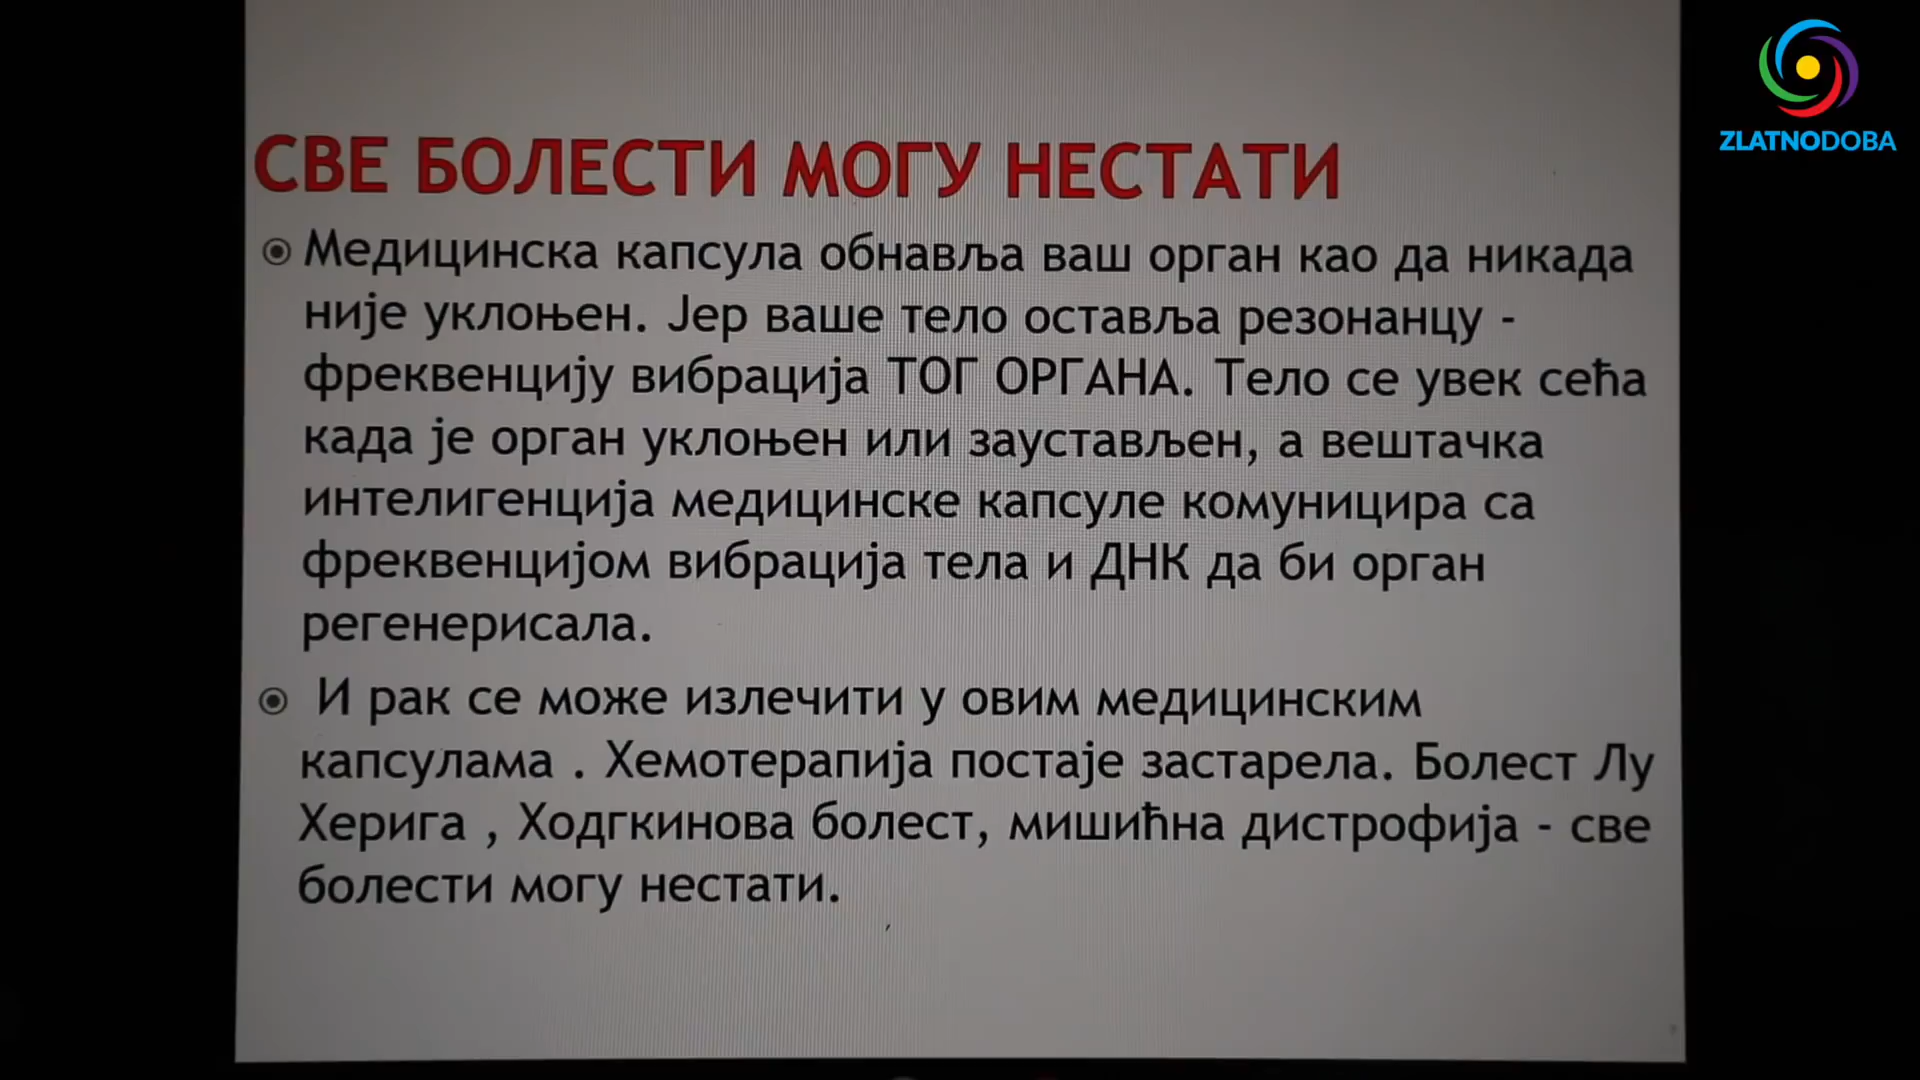 ZLATNODOBA
СВЕ БОЛЕСТИ МОГУ НЕСТАТИ
Медицинска капсула обнавља ваш орган као да никада
није уклоњен. Јер ваше тело оставља резонанцу -
фреквенцију вибрација ТОГ ОРГАНА. Тело се увек сећа
када је орган уклоњен или заустављен, а вештачка
интелигенција медицинске капсуле комуницира са
фреквенцијом вибрација тела и ДНК да би орган
регенерисала.
И рак се може излечити у овим медицинским
капсулама . Хемотерапија постаје застарела. Болест Лу
Херига , Ходгкинова болест, мишићна дистрофија - све
болести могу нестати.